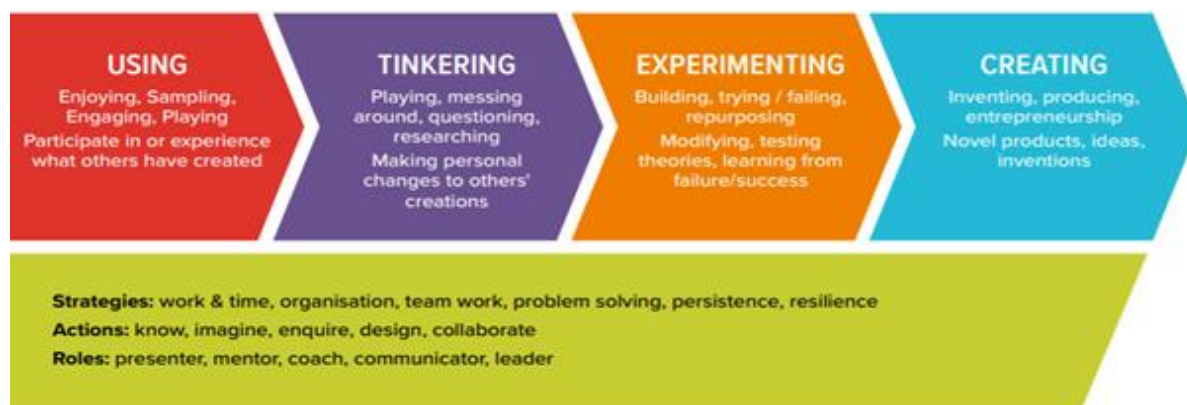 USING
Enjoying, Sampling,
Engaging, Playing
Participate in or experience
what others have created
TINKERING
Playing, messing
around, questioning,
researching
Making personal
changes to others'
creations
EXPERIMENTING
Building, trying / failing,
repurposing
Modifying, testing
theories, learning from
failure/success
CREATING
Inventing, producing,
entrepreneurship
Novel products, ideas,
inventions
Strategies: work & time, organisation, team work, problem solving, persistence, resilience
Actions: know, imagine, enquire, design, collaborate
Roles: presenter, mentor, coach, communicator, leader